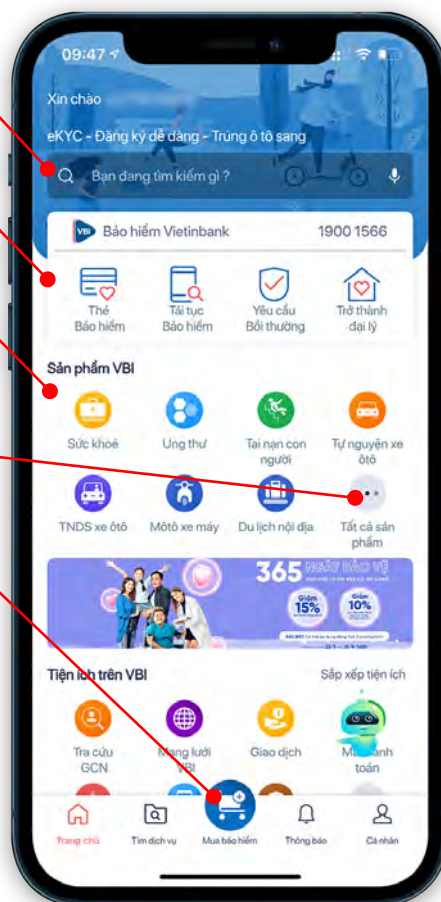 09:47
Xin chào
eKYC - Đăng ký dễ dàng - Trúng ô tô sang
Bạn đang tìm kiếm gì ?
VBI Bảo hiểm Vietinbank 1900 1566
Thẻ Bảo hiểm
Tái tục Bảo hiểm
Yêu cầu Bồi thường
Trở thành đại lý
Sản phẩm VBI
Sức khoẻ Ung thư Tai nạn con người Tự nguyện xe ôtô
TNDS xe ôtô Môtô xe máy Du lịch nội địa Tất cả sản phẩm
365 NGÀY BẢO VỆ
Giảm 15% Giảm 10%
Tiện ích trên VBI Sắp xếp tiện ích
Tra cứu GCN
Mạng lưới VBI
Giao dịch
toán
Trang chủ Tìm dịch vụ Mua bảo hiểm Thông báo Cá nhân